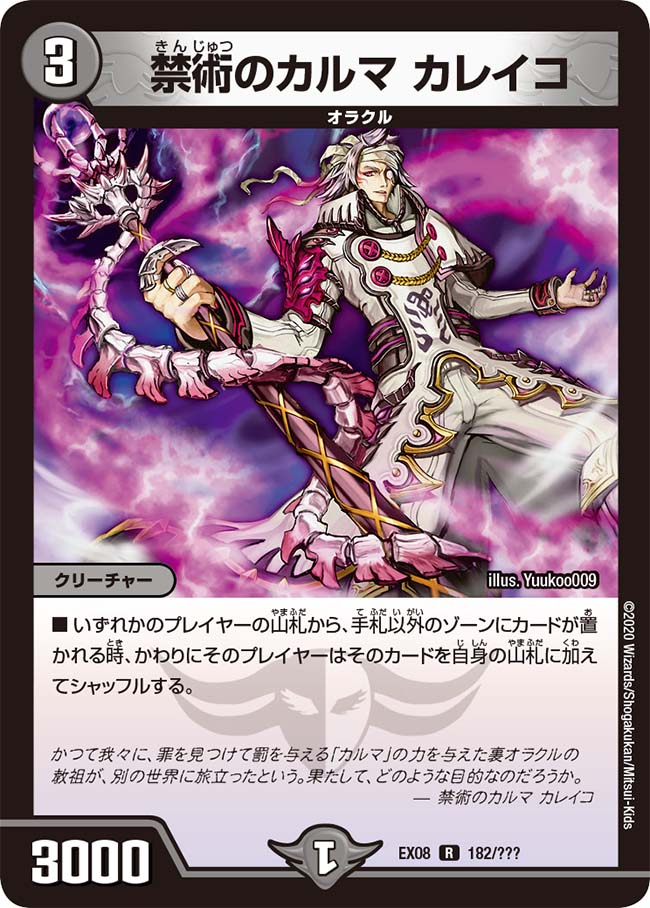 3
きんじゅつ
禁術のカルマ カレイコ
オラクル
クリーチャー
illus. Yuukoo009
■いずれかのプレイヤーの山札から、手札以外のゾーンにカードが置
かれる時、かわりにそのプレイヤーはそのカードを自身の山札に加え
てシャッフルする。
かつて我々に、罪を見つけて罰を与える「カルマ」の力を与えた裏オラクルの
教祖が、別の世界に旅立ったという。果たして、どのような目的なのだろうか。
— 禁術のカルマ カレイコ
©2020 Wizards/Shogakukan/Mitsui-Kids
3000
1
EX08 R 182/???